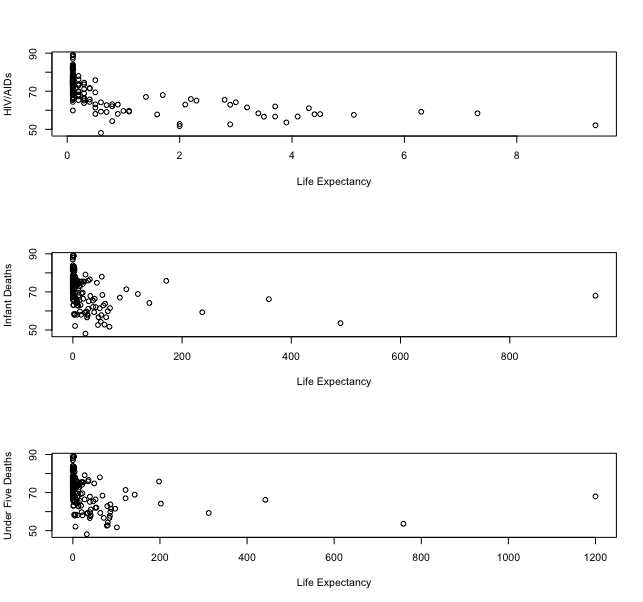 HIV/AIDs
90
70
50
0 2 4 6 8
Life Expectancy
Infant Deaths
90
70
50
0 200 400 600 800
Life Expectancy
Under Five Deaths
90
70
50
0 200 400 600 800 1000 1200
Life Expectancy